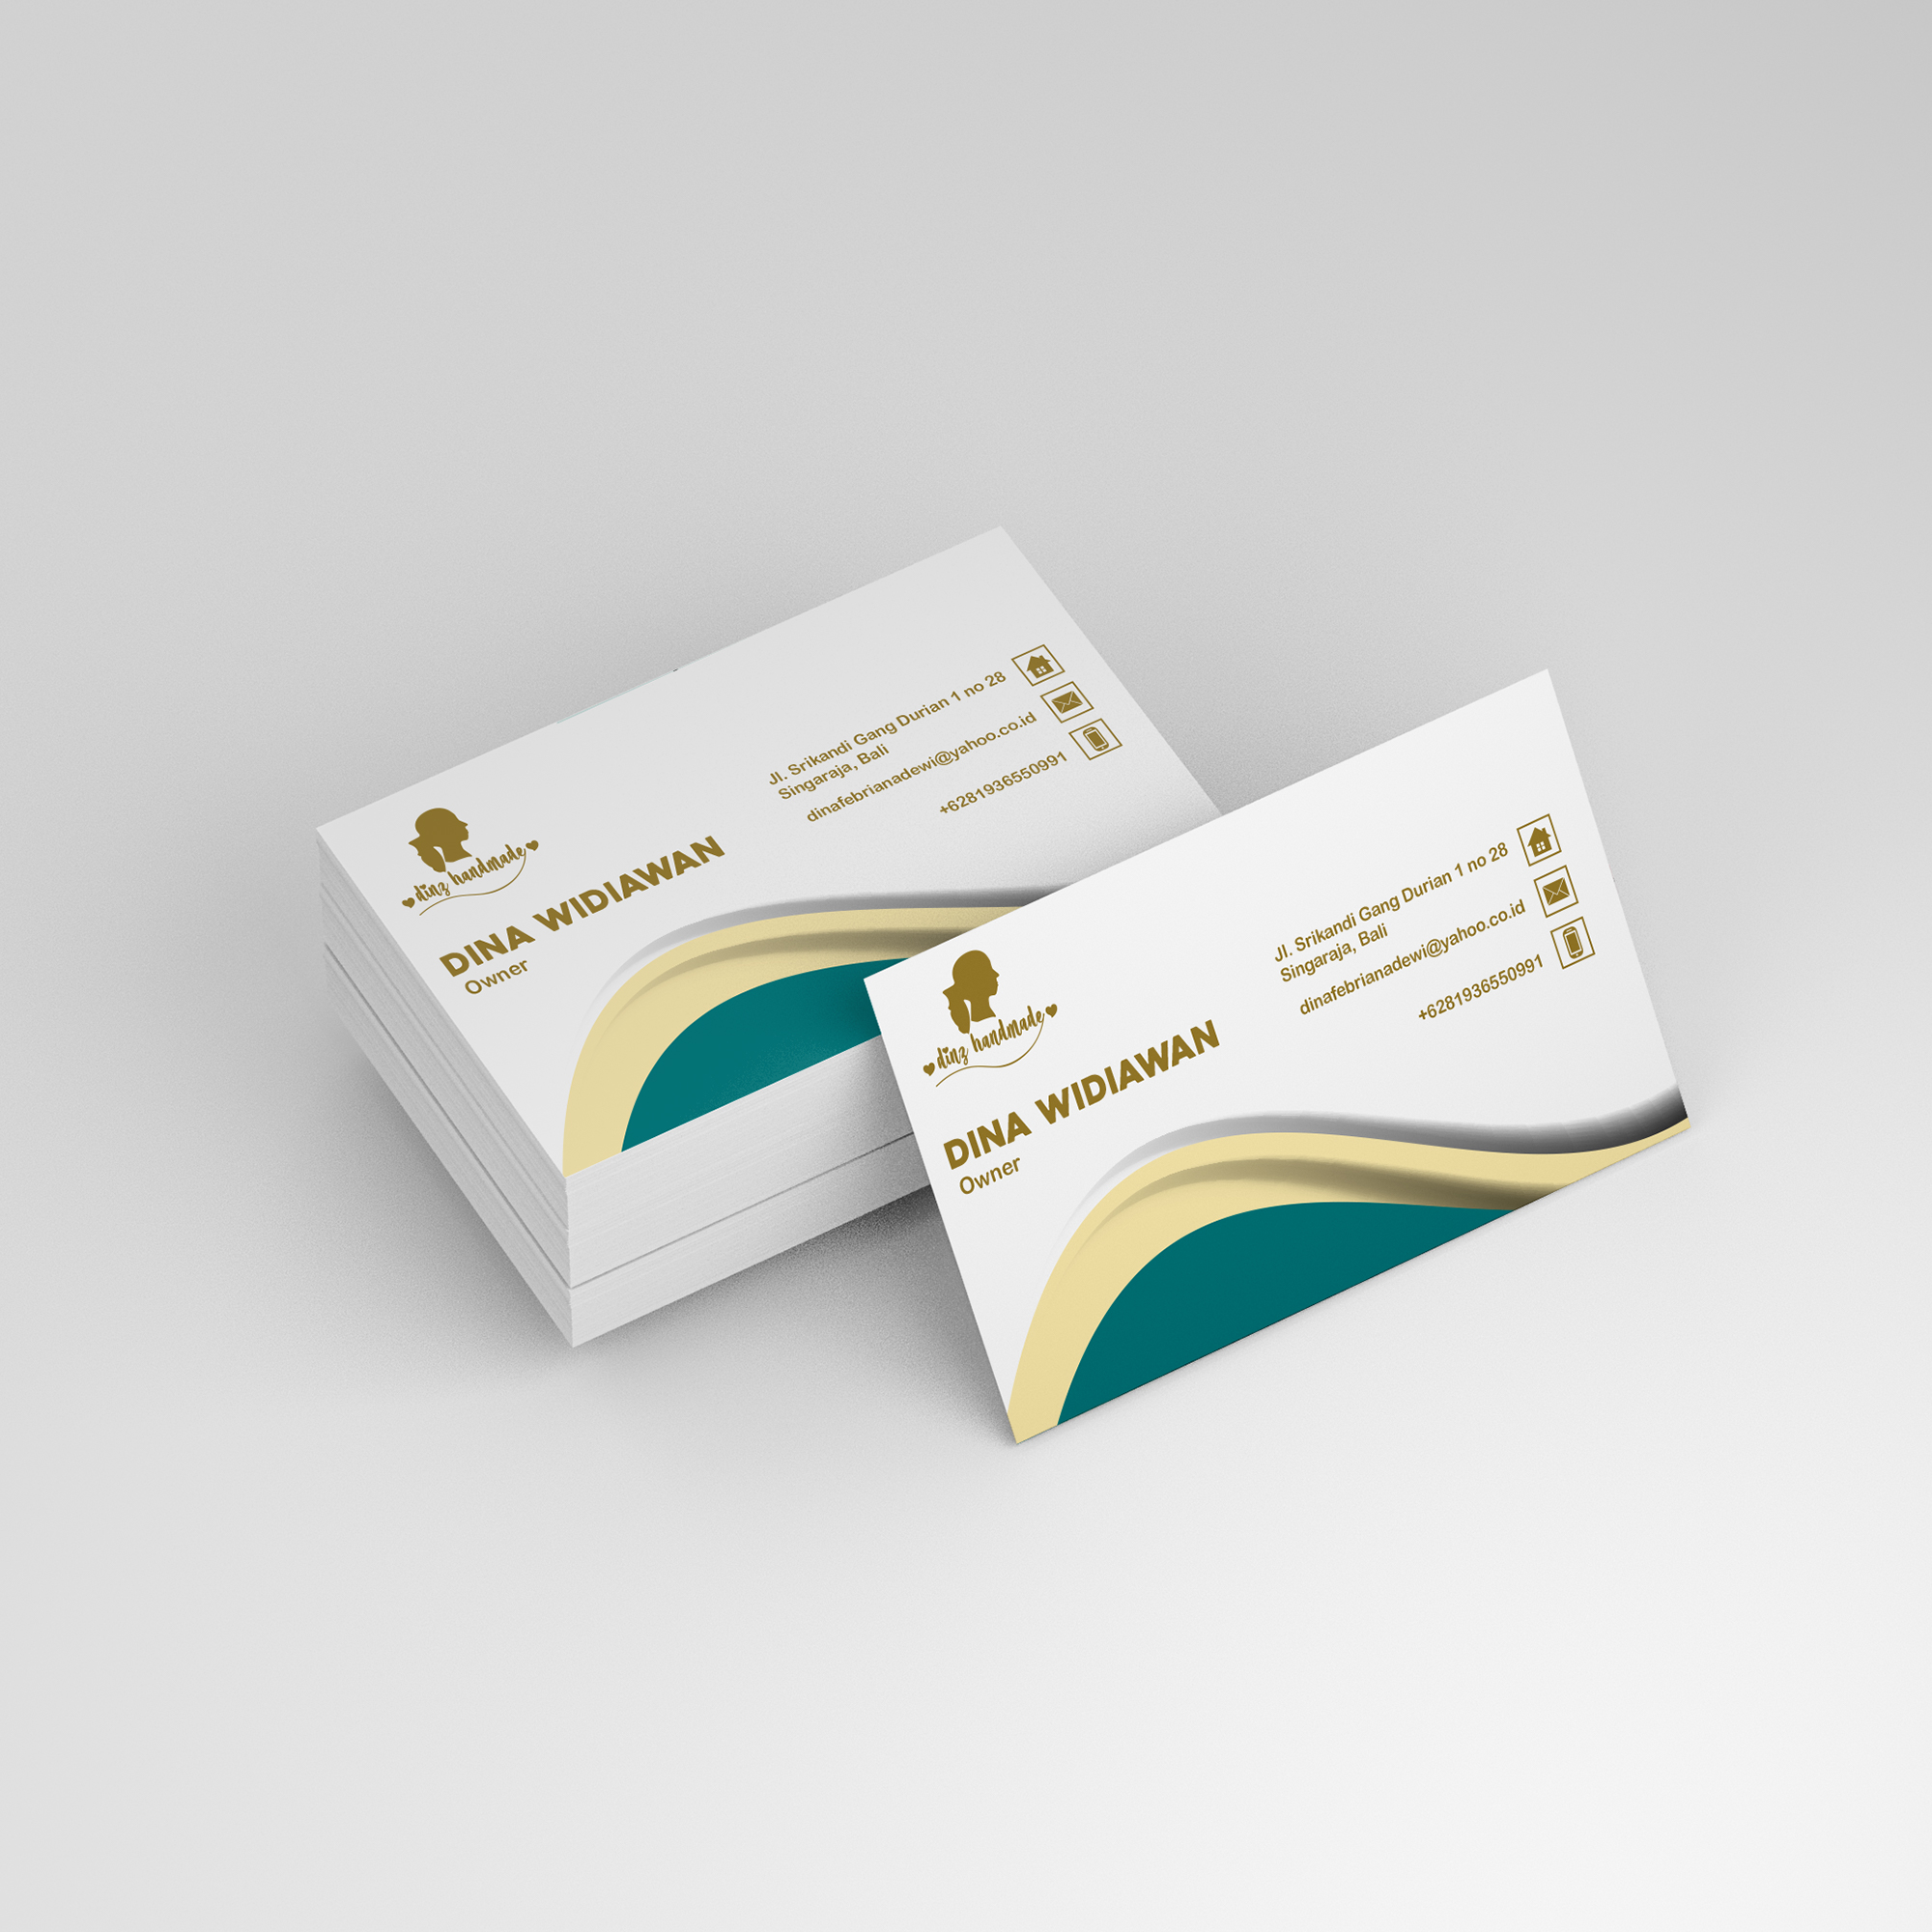 dinz handmade
DINA WIDIAWAN
Owner
Jl. Srikandi Gang Durian 1 no 28
Singaraja, Bali
dinafebrianadewi@yahoo.co.id
+6281936550991
dinz handmade
DINA WIDIAWAN
Owner
Jl. Srikandi Gang Durian 1 no 28
Singaraja, Bali
dinafebrianadewi@yahoo.co.id
+6281936550991